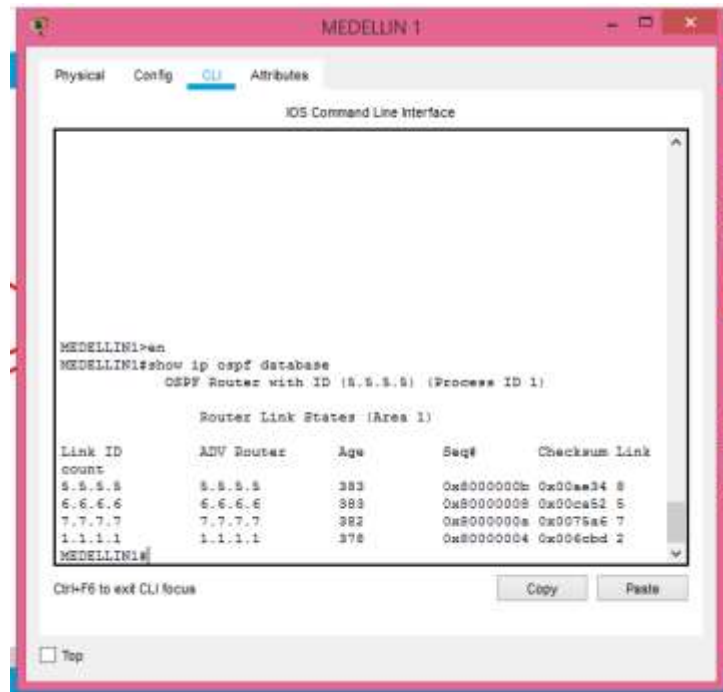 MEDELLIN 1
Physical Config CLI Attributes
IOS Command Line Interface
MEDELLIN1>en
MEDELLIN1#show ip ospf database
OSPF Router with ID (5.5.5.5) (Process ID 1)
Router Link States (Area 1)
Link ID ADV Router Age Seq# Checksum Link
count
5.5.5.5 5.5.5.5 383 0x8000000b 0x00ae34 8
6.6.6.6 6.6.6.6 383 0x80000008 0x00ca52 5
7.7.7.7 7.7.7.7 382 0x8000000a 0x0075a6 7
1.1.1.1 1.1.1.1 378 0x80000004 0x006cbd 2
MEDELLIN1#
Ctrl+F6 to exit CLI focus
Copy Paste
Top